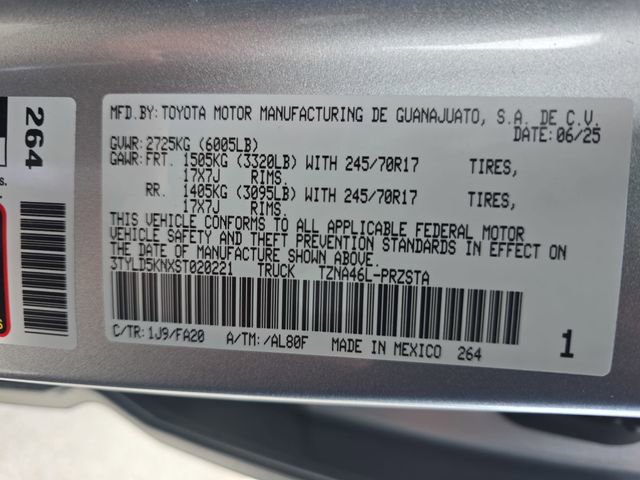 264
MFD.BY: TOYOTA MOTOR MANUFACTURING DE GUANAJUATO, S.A. DE C.V.
DATE: 06/25
GVWR: 2725KG (6005LB)
GAWR: FRT. 1505KG (3320LB) WITH 245/70R17 TIRES,
17X7J RIMS.
RR. 1405KG (3095LB) WITH 245/70R17 TIRES,
17X7J RIMS.
THIS VEHICLE CONFORMS TO ALL APPLICABLE FEDERAL MOTOR
VEHICLE SAFETY AND THEFT PREVENTION STANDARDS IN EFFECT ON
THE DATE OF MANUFACTURE SHOWN ABOVE.
3TYLD5KNXST020221 TRUCK TZNA46L-PRZSTA
C/TR: 1J9/FA20 A/TM: /AL80F MADE IN MEXICO 264 1